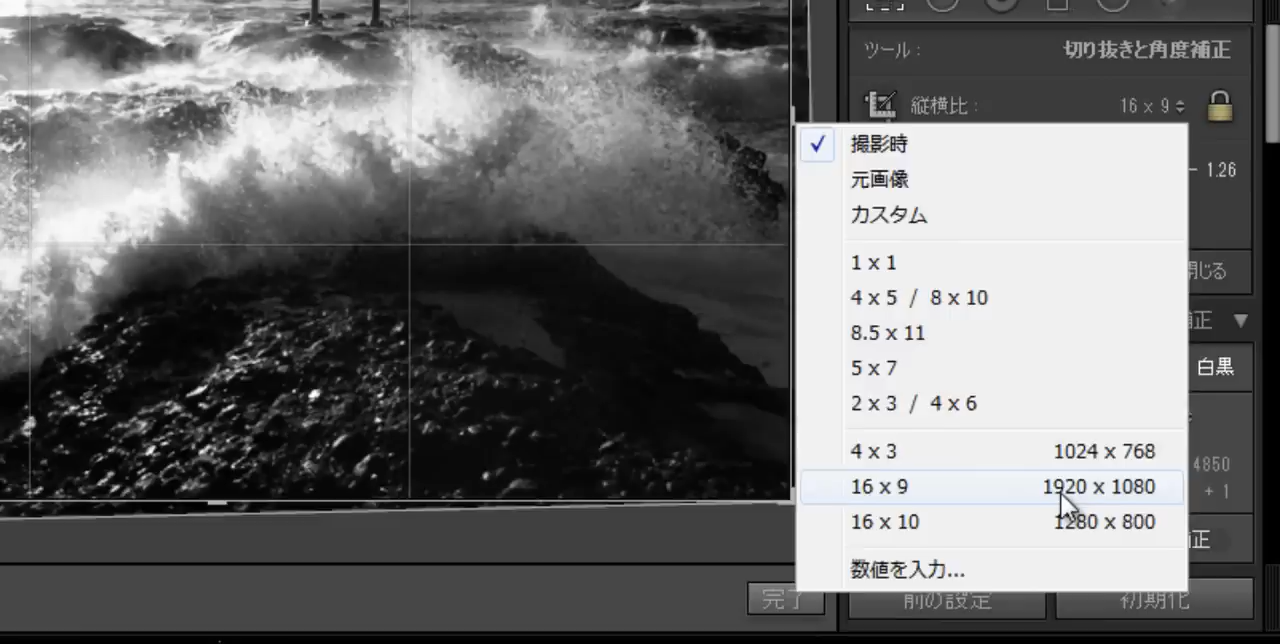 ツール :
切り抜きと角度補正
縦横比 :
16 x 9
撮影時
元画像
- 1.26
カスタム
1 x 1
閉じる
4 x 5 / 8 x 10
補正
8.5 x 11
5 x 7
白黒
2 x 3 / 4 x 6
4 x 3 1024 x 768
4850
16 x 9 1920 x 1080
+ 1
16 x 10 1280 x 800
正
数値を入力...
完了
前の設定
初期化